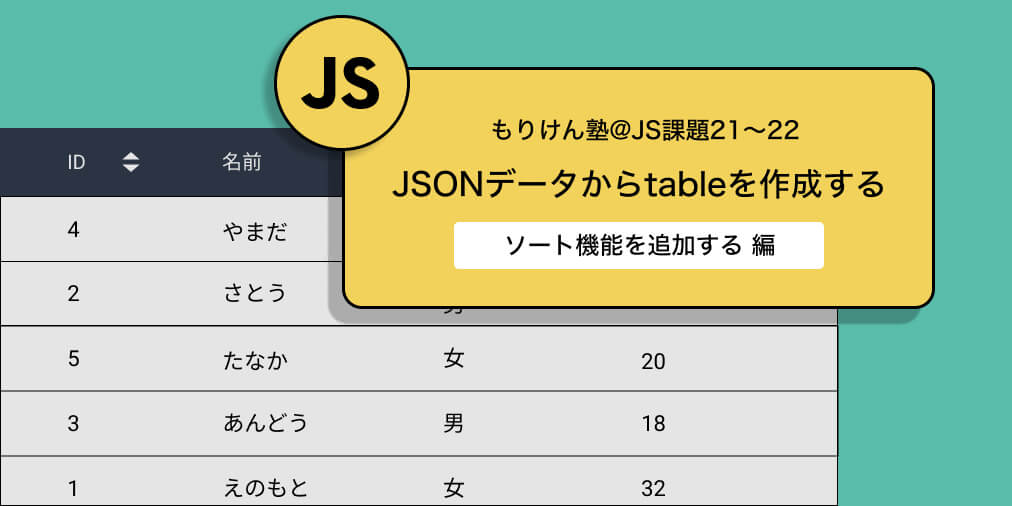 JS
もりけん塾@JS課題21〜22
JSONデータからtableを作成する
ソート機能を追加する 編
ID 名前
4 やまだ
2 さとう
5 たなか 女 20
3 あんどう 男 18
1 えのもと 女 32